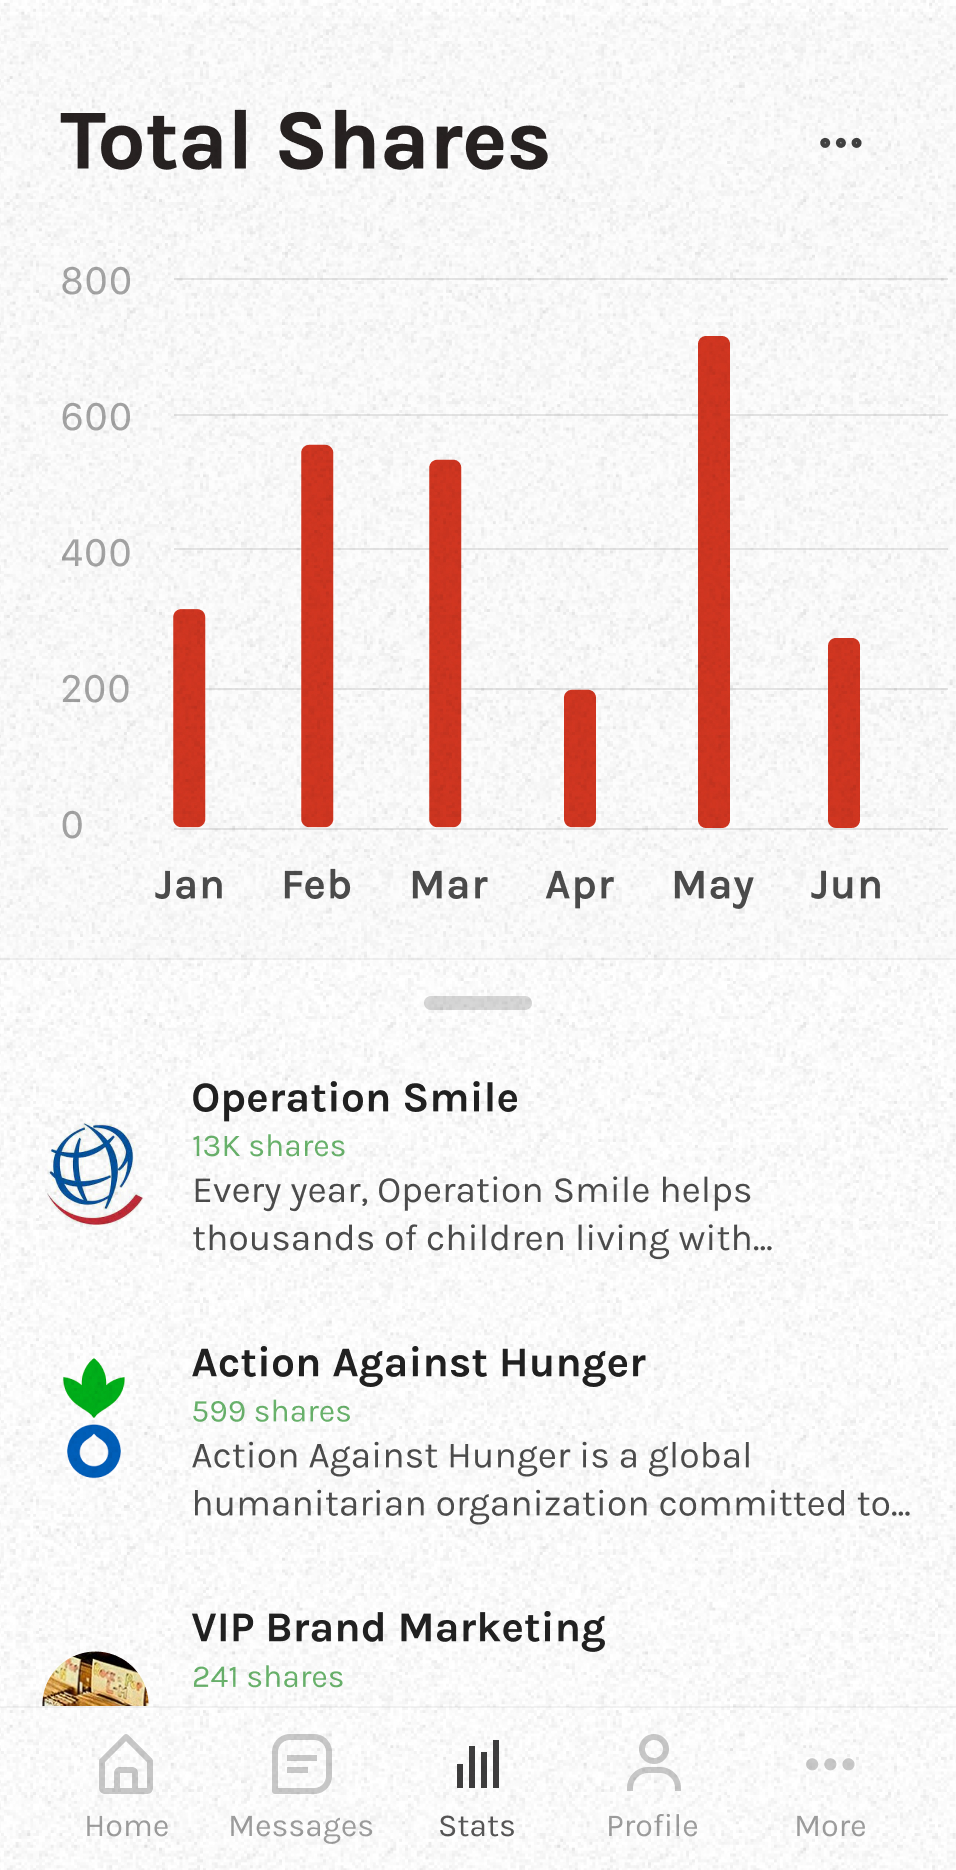 Total Shares
800
600
400
200
0
Jan Feb Mar Apr May Jun
Operation Smile
13K shares
Every year, Operation Smile helps
thousands of children living with...
Action Against Hunger
599 shares
Action Against Hunger is a global
humanitarian organization committed to...
VIP Brand Marketing
241 shares
Home Messages Stats Profile More